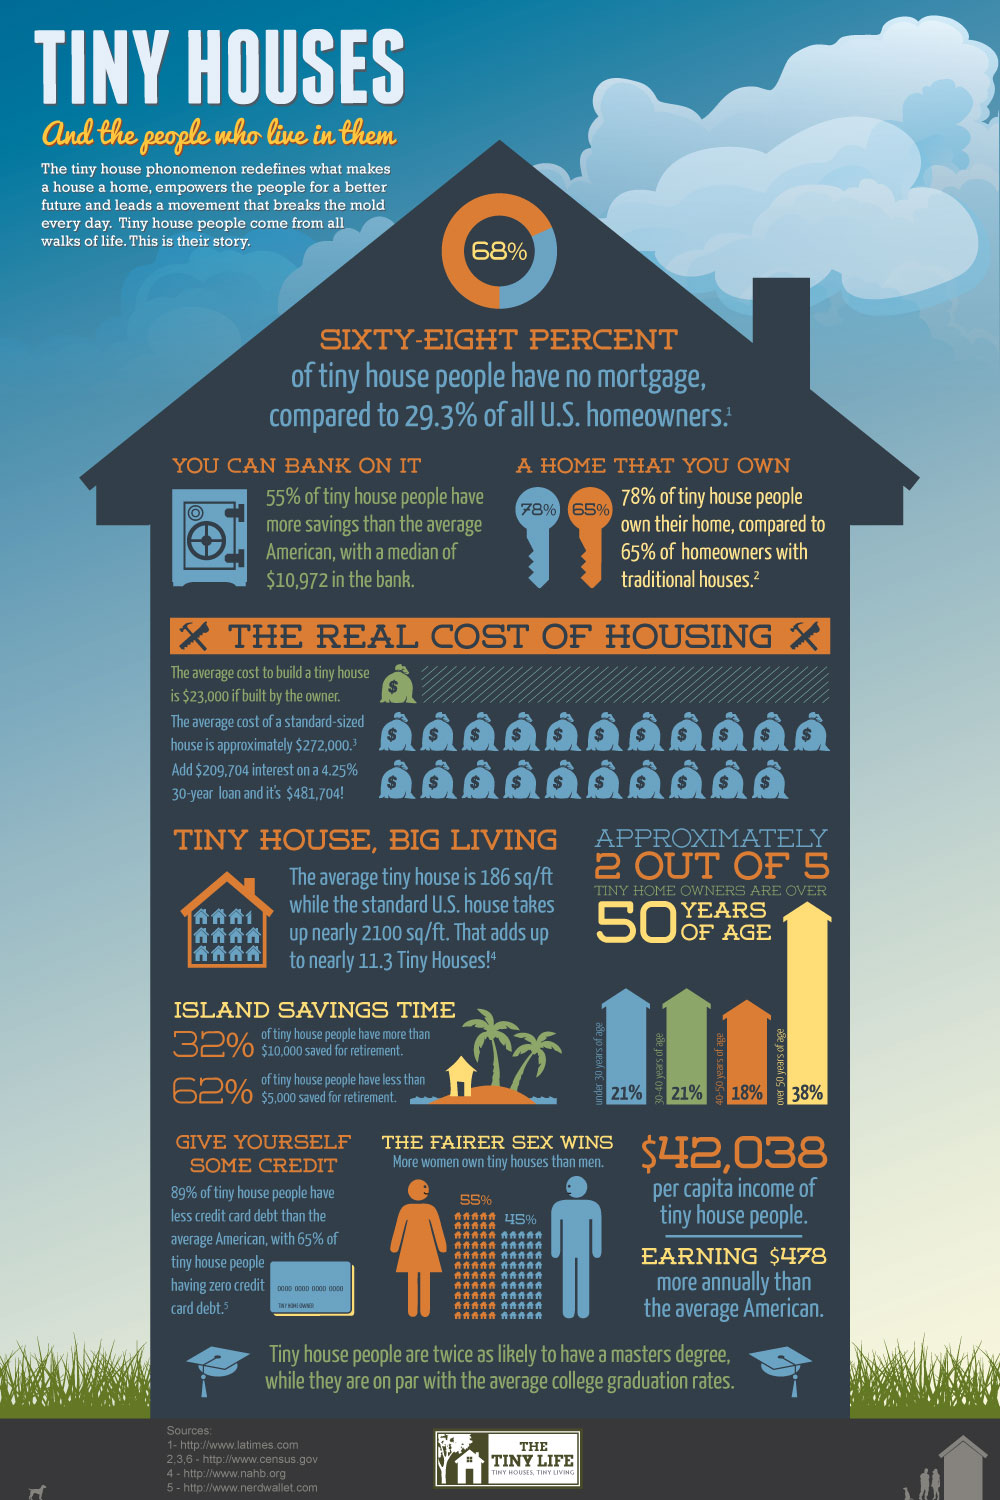 TINY HOUSES
And the people who live in them
The tiny house phonomenon redefines what makes
a house a home, empowers the people for a better
future and leads a movement that breaks the mold
every day. Tiny house people come from all
walks of life. This is their story.
68%
SIXTY-EIGHT PERCENT
of tiny house people have no mortgage,
compared to 29.3% of all U.S. homeowners.1
YOU CAN BANK ON IT
55% of tiny house people have
more savings than the average
American, with a median of
$10,972 in the bank.
A HOME THAT YOU OWN
78%
65%
78% of tiny house people
own their home, compared to
65% of homeowners with
traditional houses.2
THE REAL COST OF HOUSING
The average cost to build a tiny house
is $23,000 if built by the owner.
$
The average cost of a standard-sized
house is approximately $272,000.3
$ $ $ $ $ $ $ $ $ $ $
Add $209,704 interest on a 4.25%
30-year loan and it's $481,704!
$ $ $ $ $ $ $ $ $ $
TINY HOUSE, BIG LIVING
The average tiny house is 186 sq/ft
while the standard U.S. house takes
up nearly 2100 sq/ft. That adds up
to nearly 11.3 Tiny Houses!4
APPROXIMATELY
2 OUT OF 5
TINY HOME OWNERS ARE OVER
50 YEARS
OF AGE
under 30 years of age
21%
30-40 years of age
21%
40-50 years of age
18%
over 50 years of age
38%
ISLAND SAVINGS TIME
32% of tiny house people have more than
$10,000 saved for retirement.
62% of tiny house people have less than
$5,000 saved for retirement.
GIVE YOURSELF
SOME CREDIT
89% of tiny house people have
less credit card debt than the
average American, with 65% of
tiny house people
having zero credit
card debt.5
0000 0000 0000 0000
TINY HOME OWNER
THE FAIRER SEX WINS
More women own tiny houses than men.
55%
45%
$42,038
per capita income of
tiny house people.
EARNING $478
more annually than
the average American.
Tiny house people are twice as likely to have a masters degree,
while they are on par with the average college graduation rates.
Sources:
1- http://www.latimes.com
2,3,6 - http://www.census.gov
4 - http://www.nahb.org
5 - http://www.nerdwallet.com
THE
TINY LIFE
TINY HOUSES, TINY LIVING